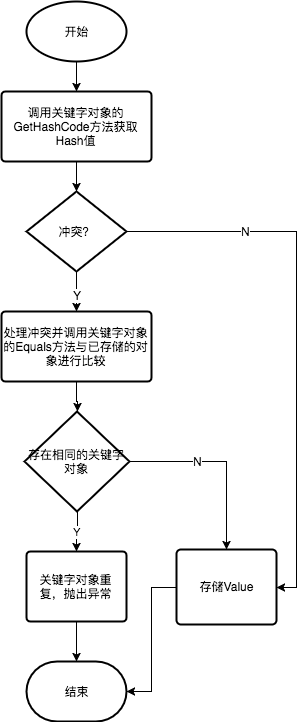 开始
调用关键字对象的
GetHashCode方法获取
Hash值
冲突?
N
Y
处理冲突并调用关键字对象
的Equals方法与已存储的对
象进行比较
存在相同的关键字
对象
N
Y
关键字对象重
复，抛出异常
存储Value
结束